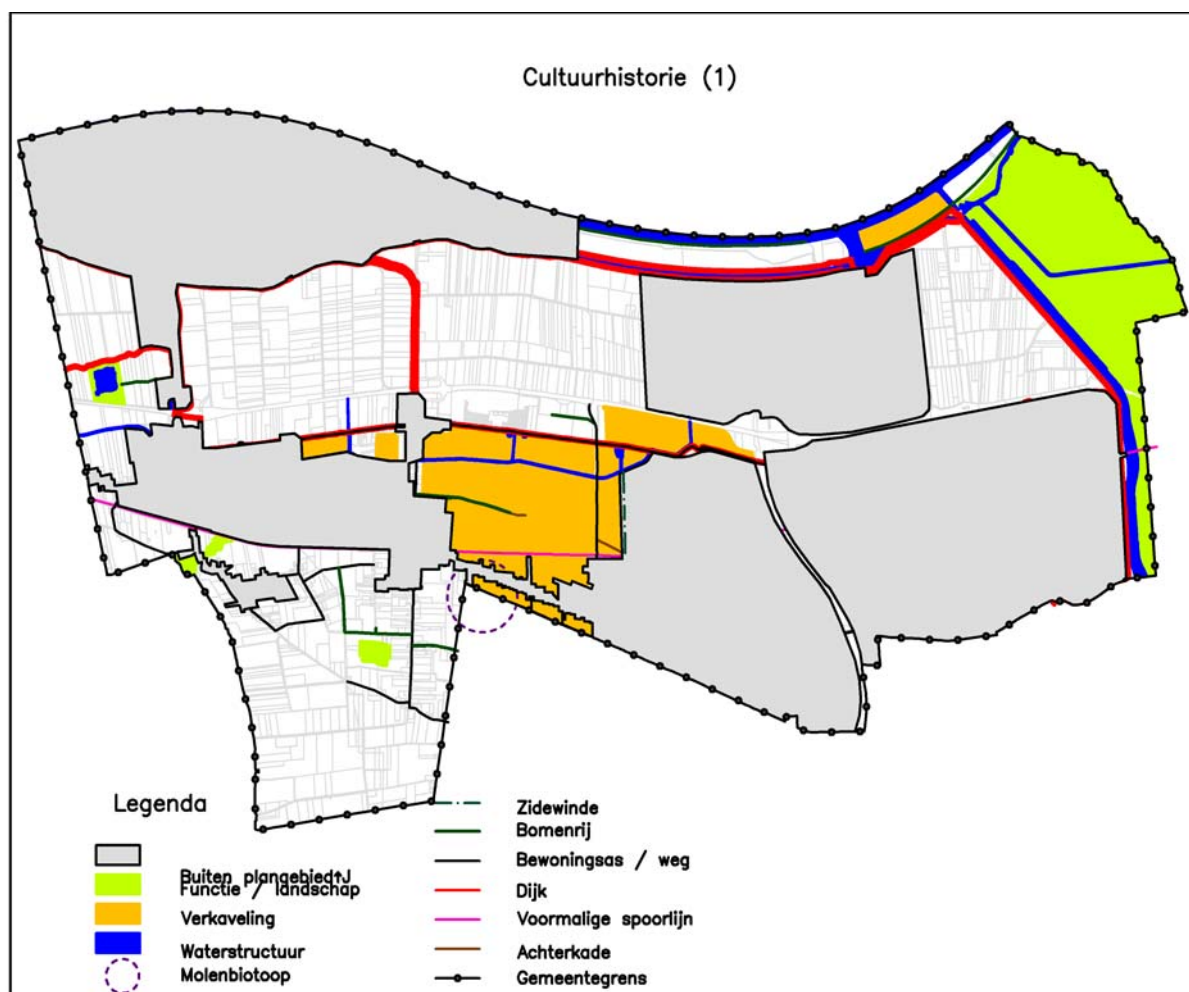 Cultuurhistorie (1)
Legenda
Buiten plangebied↑J
Functie / landschap
Verkaveling
Waterstructuur
Molenbiotoop
Zidewinde
Bomenrij
Bewoningsas / weg
Dijk
Voormalige spoorlijn
Achterkade
Gemeentegrens